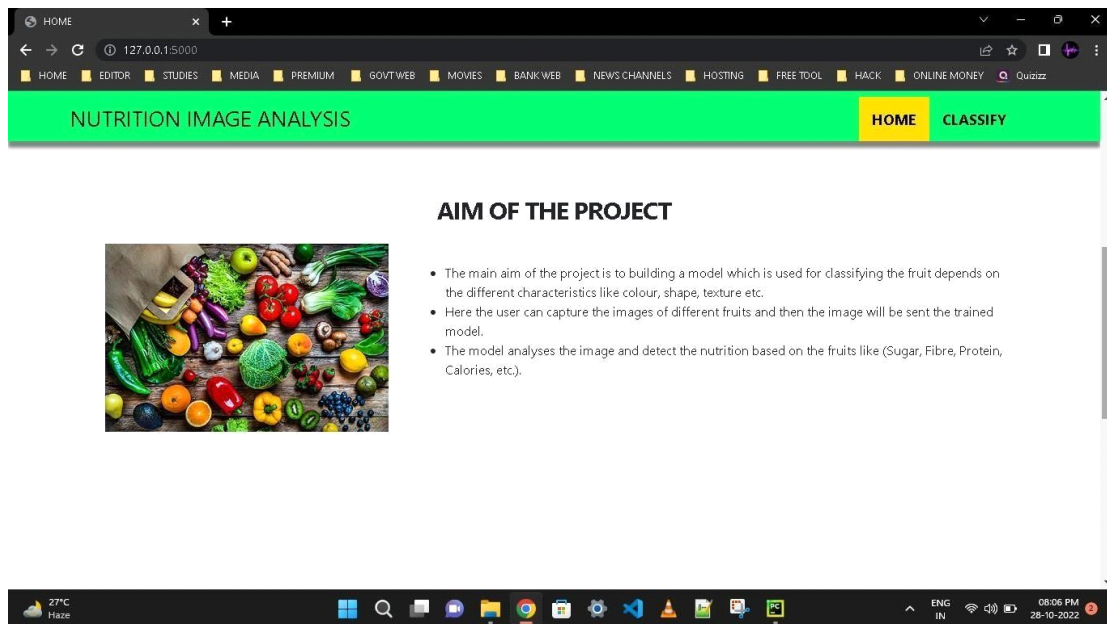 HOME
127.0.0.1:5000
HOME EDITOR STUDIES MEDIA PREMIUM GOVT WEB MOVIES BANK WEB NEWS CHANNELS HOSTING FREE TOOL HACK ONLINE MONEY Q Quizizz
NUTRITION IMAGE ANALYSIS HOME CLASSIFY
AIM OF THE PROJECT
• The main aim of the project is to building a model which is used for classifying the fruit depends on
the different characteristics like colour, shape, texture etc.
• Here the user can capture the images of different fruits and then the image will be sent the trained
model.
• The model analyses the image and detect the nutrition based on the fruits like (Sugar, Fibre, Protein,
Calories, etc.).
27°C
Haze
PC
ENG
IN
08:06 PM
28-10-2022
2